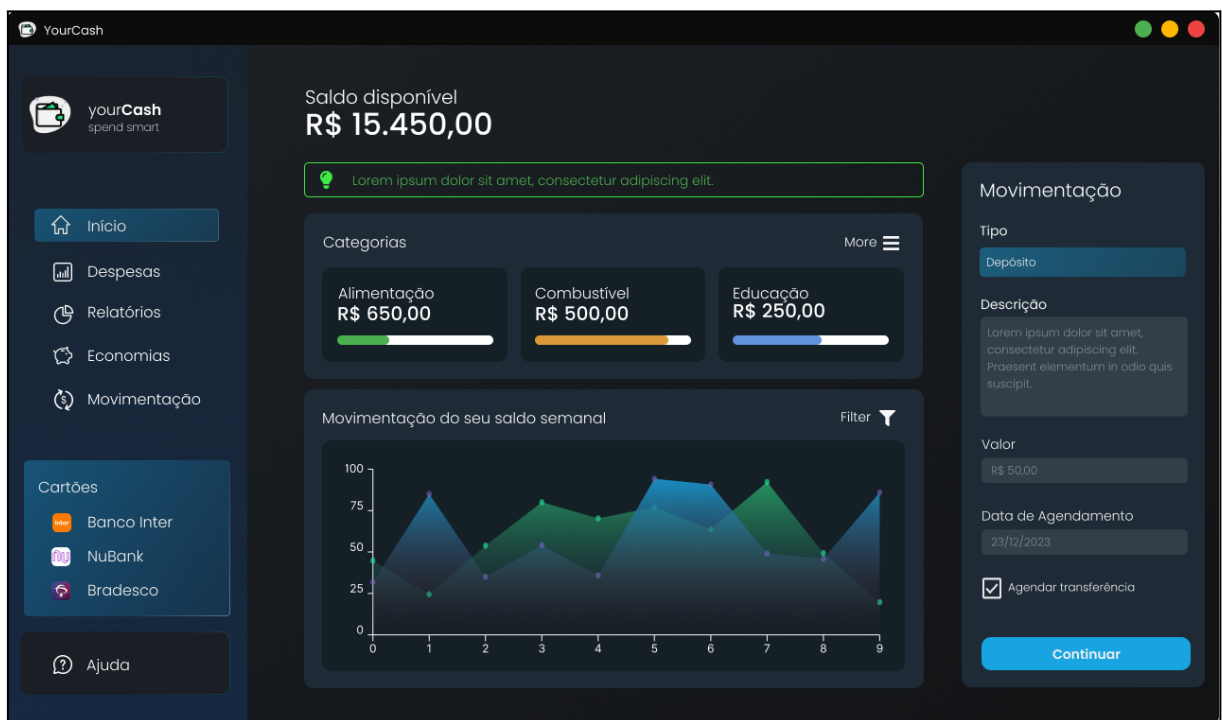 YourCash
yourCash
spend smart
Início
Despesas
Relatórios
Economias
Movimentação
Cartões
inter
Banco Inter
NuBank
Bradesco
Ajuda
Saldo disponível
R$ 15.450,00
Lorem ipsum dolor sit amet, consectetur adipiscing elit.
Categorias
More
Alimentação
R$ 650,00
Combustível
R$ 500,00
Educação
R$ 250,00
Movimentação do seu saldo semanal
Filter
100
75
50
25
0
0 1 2 3 4 5 6 7 8 9
Movimentação
Tipo
Depósito
Descrição
Lorem ipsum dolor sit amet,
consectetur adipiscing elit.
Praesent elementum in odio quis
suscipit.
Valor
R$ 50,00
Data de Agendamento
23/12/2023
Agendar transferência
Continuar